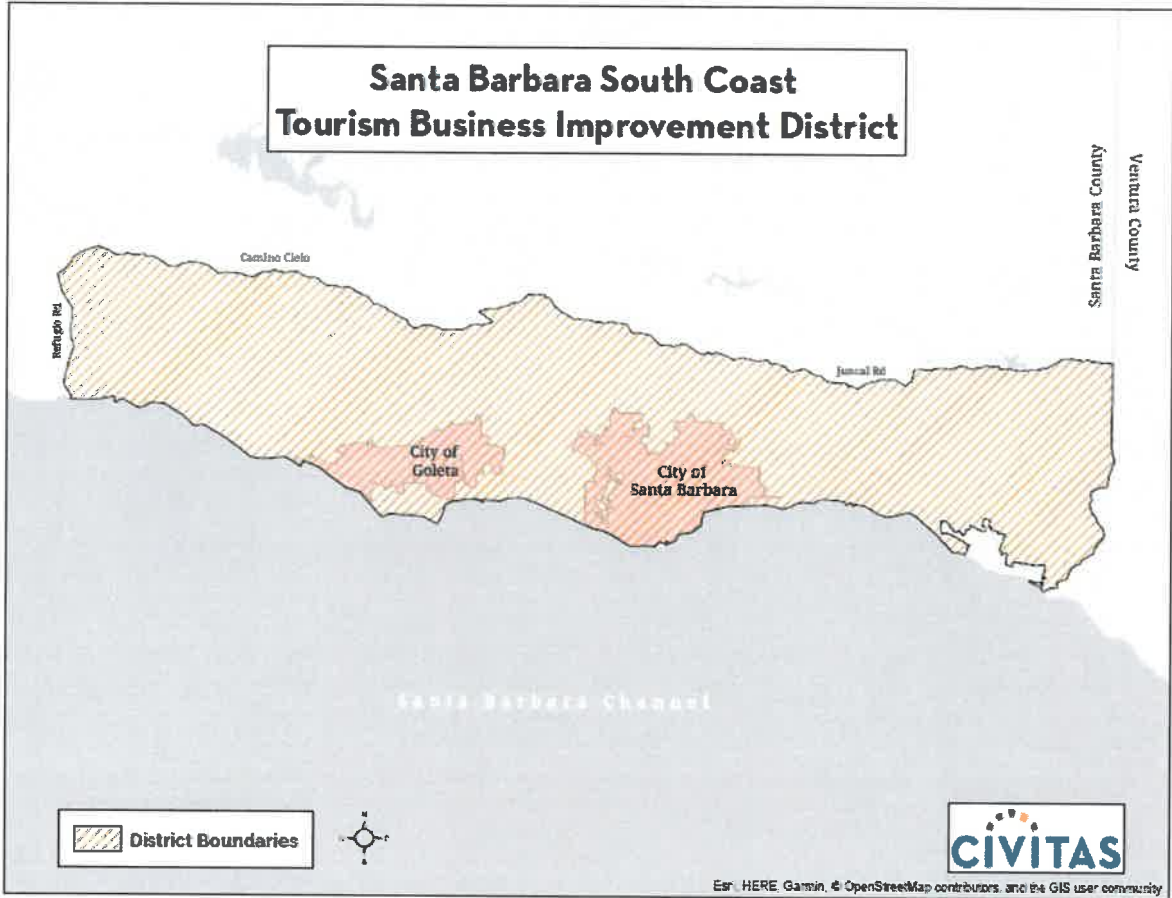 Santa Barbara South Coast
Tourism Business Improvement District
Santa Barbara County
Ventura County
Camino Cielo
Refugio Rd
Juncal Rd
City of
Goleta
City of
Santa Barbara
Santa Barbara Channel
District Boundaries
N
CIVITAS
Esri, HERE, Garmin, © OpenStreetMap contributors, and the GIS user community